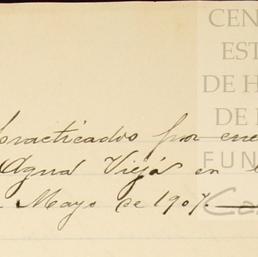 CEN
EST
DE H
DE
practicados por
Agua Vieja en
FUN
Mayo de 1907.